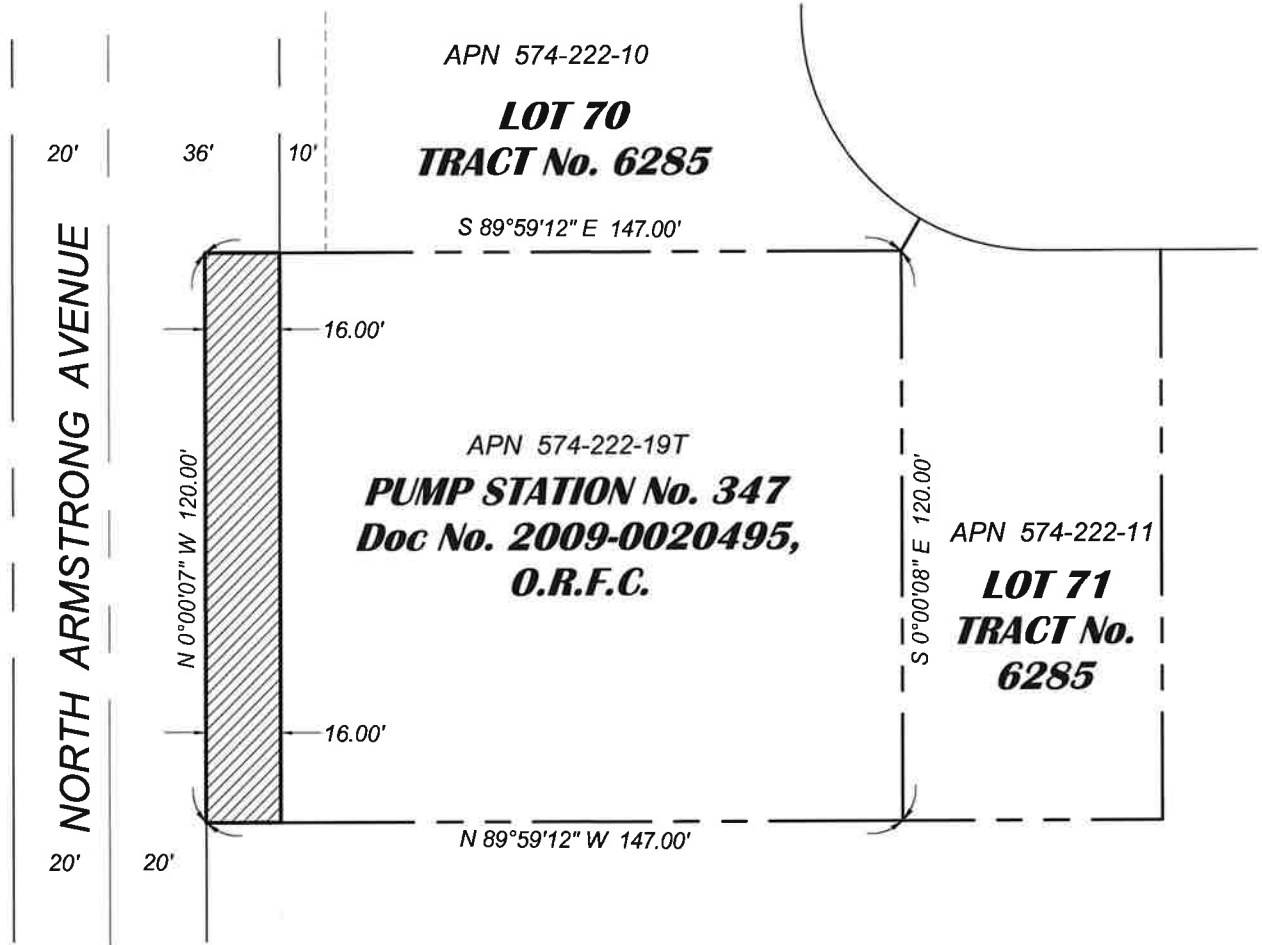 APN 574-222-10
LOT 70
TRACT No. 6285
20'
36'
10'
S 89°59'12" E 147.00'
NORTH ARMSTRONG AVENUE
16.00'
N 0°00'07" W 120.00'
APN 574-222-19T
PUMP STATION No. 347
Doc No. 2009-0020495,
O.R.F.C.
S 0°00'08" E 120.00'
APN 574-222-11
LOT 71
TRACT No.
6285
16.00'
N 89°59'12" W 147.00'
20'
20'